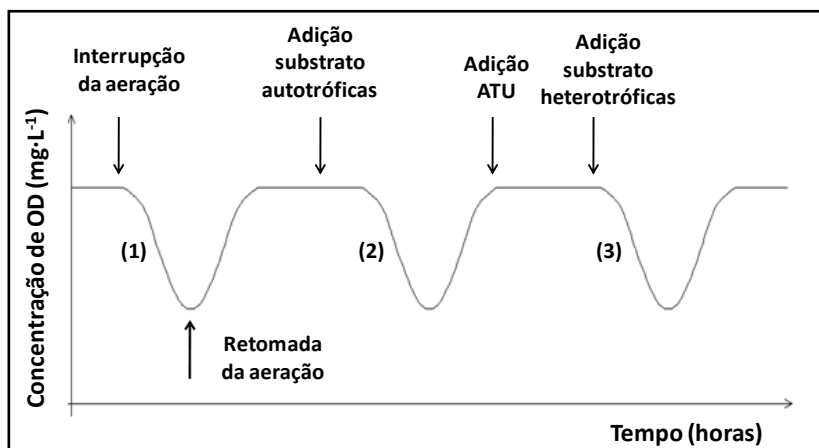 Interrupção
da aeração
Adição
substrato
autotróficas
Adição
ATU
Adição
substrato
heterotróficas
Concentração de OD (mg·L⁻¹)
(1)
(2)
(3)
Retomada
da aeração
Tempo (horas)